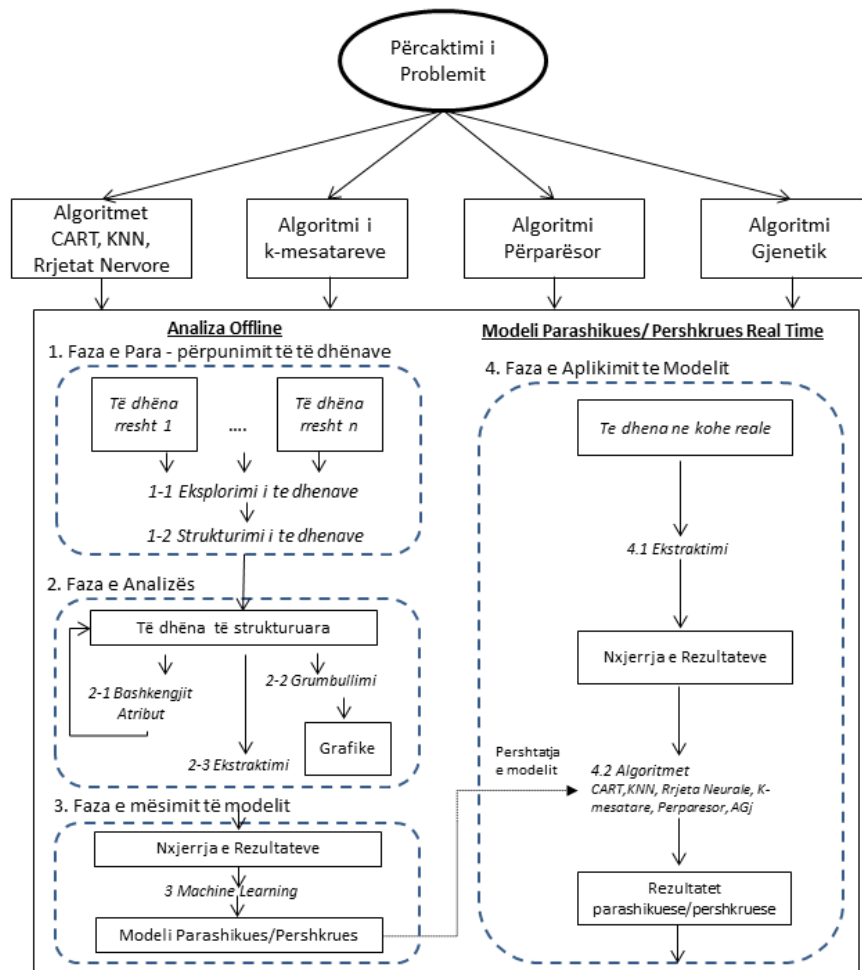 Përcaktimi i
Problemit
Algoritmet
CART, KNN,
Rrjetat Nervore
Algoritmi i
k-mesatareve
Algoritmi
Përparësor
Algoritmi
Gjenetik
Analiza Offline
1. Faza e Para - përpunimit të të dhënave
Të dhëna
rresht 1
....
Të dhëna
rresht n
1-1 Eksplorimi i te dhenave
1-2 Strukturimi i te dhenave
2. Faza e Analizës
Të dhëna të strukturuara
2-1 Bashkengjit
Atribut
2-2 Grumbullimi
Grafike
2-3 Ekstraktimi
3. Faza e mësimit të modelit
Nxjerrja e Rezultateve
3 Machine Learning
Modeli Parashikues/Pershkrues
Pershtatja
e modelit
Modeli Parashikues/ Pershkrues Real Time
4. Faza e Aplikimit te Modelit
Te dhena ne kohe reale
4.1 Ekstraktimi
Nxjerrja e Rezultateve
4.2 Algoritmet
CART,KNN, Rrjeta Neurale, K-
mesatare, Perparesor, AGj
Rezultatet
parashikuese/pershkruese